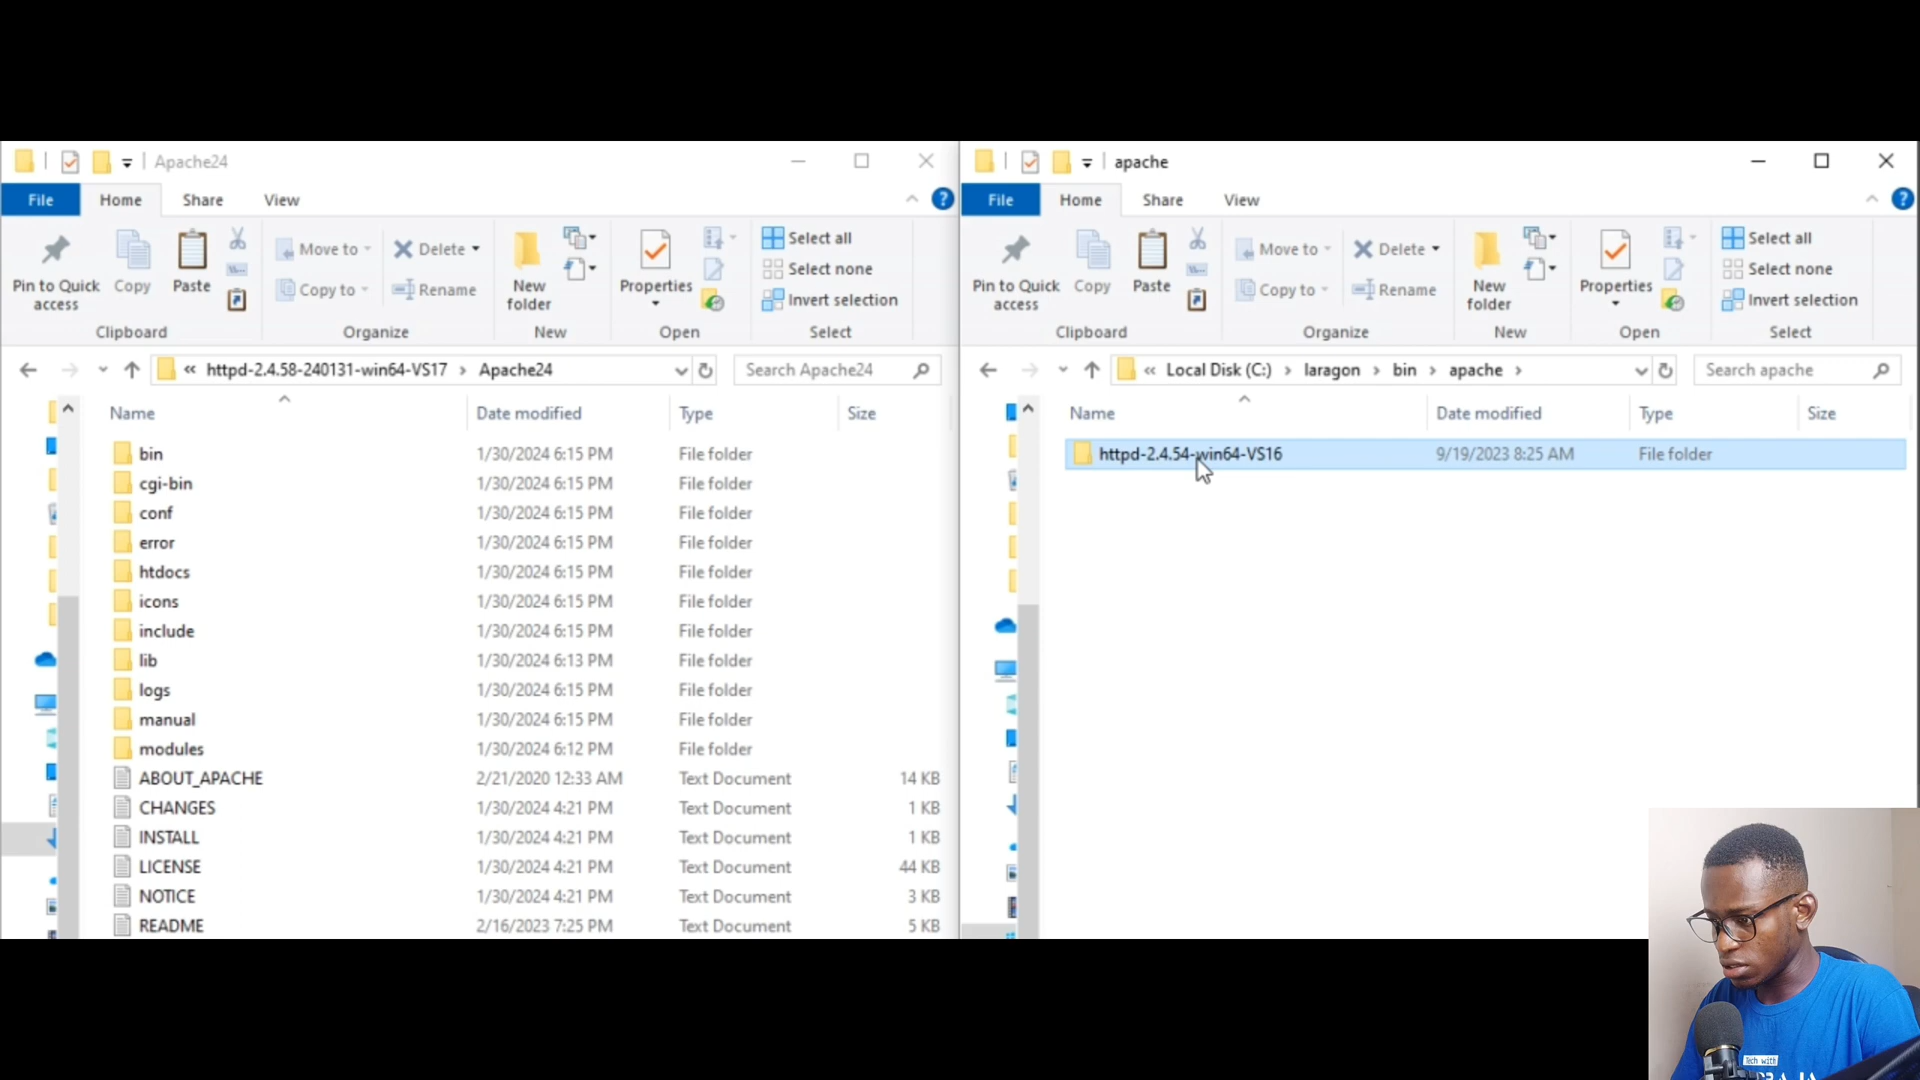 Apache24
File Home Share View
Pin to Quick access
Copy
Paste
Clipboard
Move to
Copy to
Delete
Rename
Organize
New folder
New
Properties
Open
Select all
Select none
Invert selection
Select
« httpd-2.4.58-240131-win64-VS17 > Apache24
Search Apache24
Name Date modified Type Size
bin 1/30/2024 6:15 PM File folder
cgi-bin 1/30/2024 6:15 PM File folder
conf 1/30/2024 6:15 PM File folder
error 1/30/2024 6:15 PM File folder
htdocs 1/30/2024 6:15 PM File folder
icons 1/30/2024 6:15 PM File folder
include 1/30/2024 6:15 PM File folder
lib 1/30/2024 6:13 PM File folder
logs 1/30/2024 6:15 PM File folder
manual 1/30/2024 6:15 PM File folder
modules 1/30/2024 6:12 PM File folder
ABOUT_APACHE 2/21/2020 12:33 AM Text Document 14 KB
CHANGES 1/30/2024 4:21 PM Text Document 1 KB
INSTALL 1/30/2024 4:21 PM Text Document 1 KB
LICENSE 1/30/2024 4:21 PM Text Document 44 KB
NOTICE 1/30/2024 4:21 PM Text Document 3 KB
README 2/16/2023 7:25 PM Text Document 5 KB
apache
File Home Share View
Pin to Quick access
Copy
Paste
Clipboard
Move to
Copy to
Delete
Rename
Organize
New folder
New
Properties
Open
Select all
Select none
Invert selection
Select
« Local Disk (C:) > laragon > bin > apache >
Search apache
Name Date modified Type Size
httpd-2.4.54-win64-VS16 9/19/2023 8:25 AM File folder
Tech with